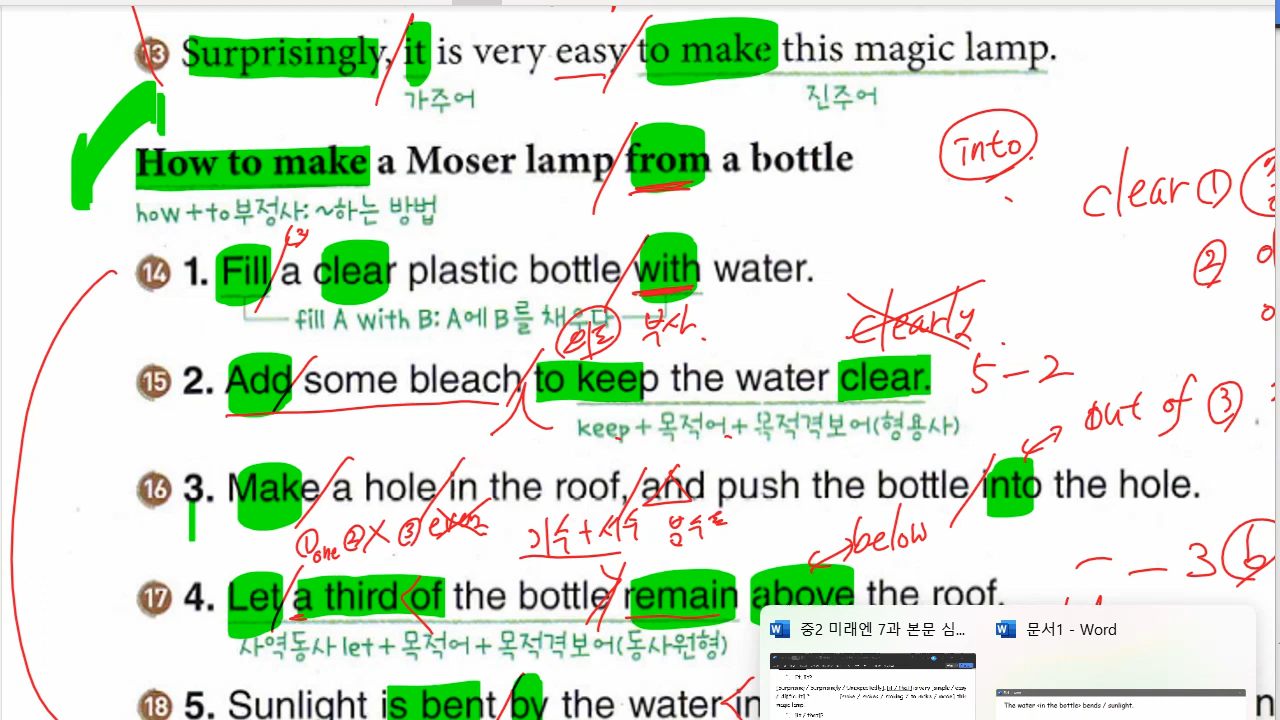 13 Surprisingly, it is very easy to make this magic lamp.
가주어 진주어
How to make a Moser lamp from a bottle
into
how+to부정사: ~하는 방법
clear ①
14 1. Fill a clear plastic bottle with water.
②
fill A with B: A에 B를 채우다
부사
clearly
15 2. Add some bleach to keep the water clear.
5-2
keep + 목적어 + 목적격보어(형용사)
out of ③
16 3. Make a hole in the roof, and push the bottle into the hole.
① one ② X ③
기수+서수
below
3
17 4. Let a third of the bottle remain above the roof.
사역동사 let + 목적어 + 목적격보어(동사원형)
18 5. Sunlight is bent by the water in
중2 미래엔 7과 본문 심... 문서1 - Word
The water <in the bottle> bends / sunlight.